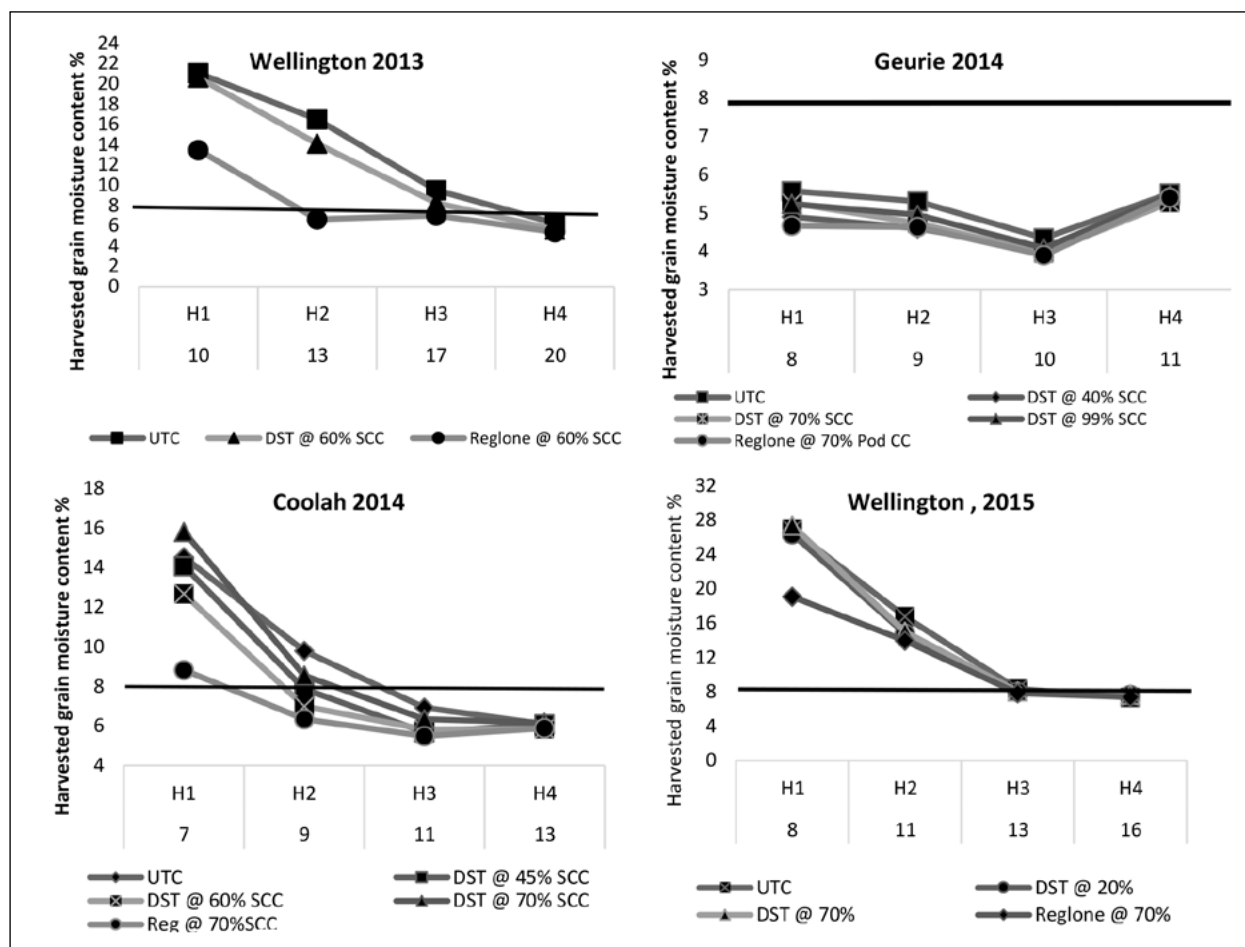 Wellington 2013
Harvested grain moisture content %
24
22
20
18
16
14
12
10
8
6
4
2
0
H1 H2 H3 H4
10 13 17 20
UTC DST @ 60% SCC Reglone @ 60% SCC
Geurie 2014
Harvested grain moisture content %
9
8
7
6
5
4
3
H1 H2 H3 H4
8 9 10 11
UTC DST @ 40% SCC
DST @ 70% SCC DST @ 99% SCC
Reglone @ 70% Pod CC
Coolah 2014
Harvested grain moisture content %
18
16
14
12
10
8
6
4
H1 H2 H3 H4
7 9 11 13
UTC DST @ 45% SCC
DST @ 60% SCC DST @ 70% SCC
Reg @ 70%SCC
Wellington , 2015
Harvested grain moisture content %
32
28
24
20
16
12
8
4
0
H1 H2 H3 H4
8 11 13 16
UTC DST @ 20%
DST @ 70% Reglone @ 70%